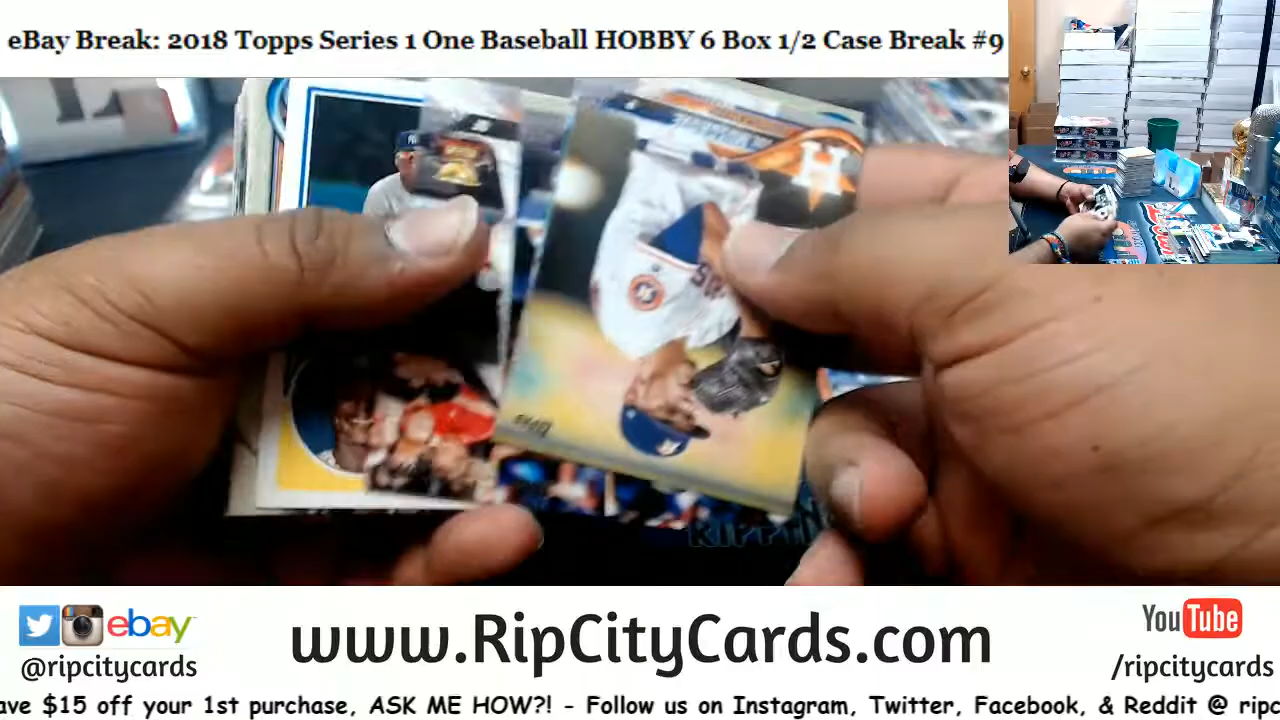 eBay Break: 2018 Topps Series 1 One Baseball HOBBY 6 Box 1/2 Case Break #9
H
RIPPIN
ebay
@ripcitycards
www.RipCityCards.com
YouTube
/ripcitycards
ave $15 off your 1st purchase, ASK ME HOW?! - Follow us on Instagram, Twitter, Facebook, & Reddit @ ripc